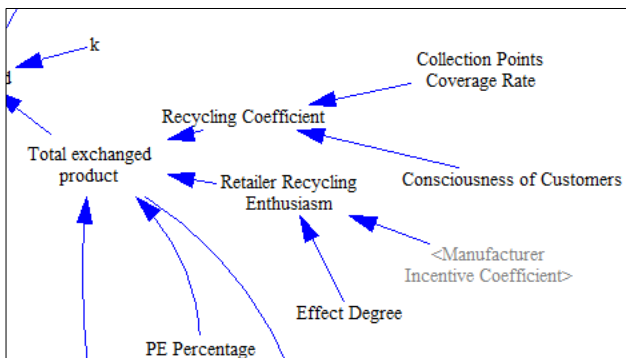 k
d
Collection Points
Coverage Rate
Recycling Coefficient
Total exchanged
product
Retailer Recycling
Enthusiasm
Consciousness of Customers
<Manufacturer
Incentive Coefficient>
Effect Degree
PE Percentage